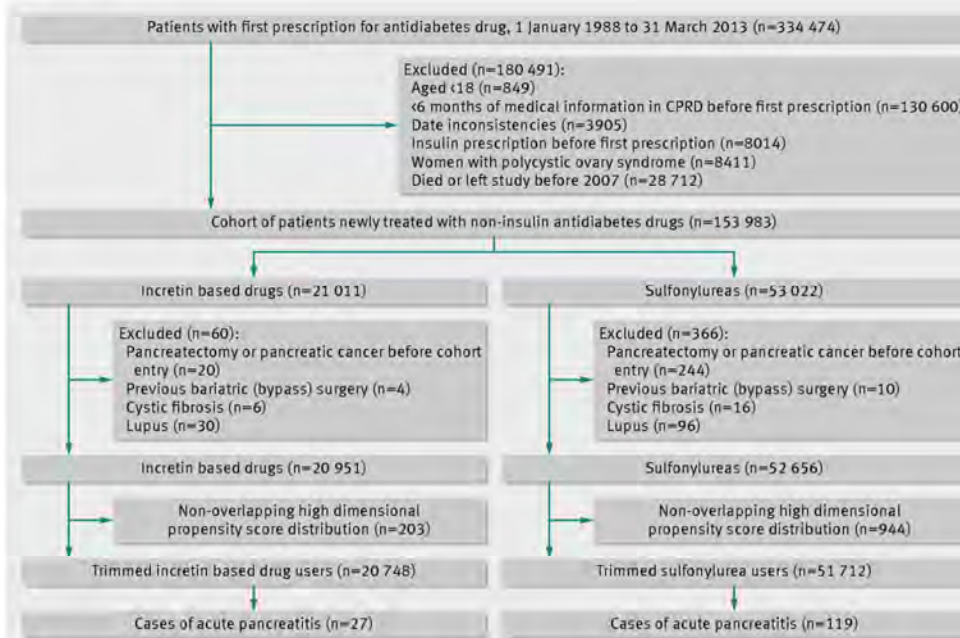 Patients with first prescription for antidiabetes drug, 1 January 1988 to 31 March 2013 (n=334 474)
Excluded (n=180 491):
Aged <18 (n=849)
<6 months of medical information in CPRD before first prescription (n=130 600)
Date inconsistencies (n=3905)
Insulin prescription before first prescription (n=8014)
Women with polycystic ovary syndrome (n=8411)
Died or left study before 2007 (n=28 712)
Cohort of patients newly treated with non-insulin antidiabetes drugs (n=153 983)
Incretin based drugs (n=21 011)
Sulfonylureas (n=53 022)
Excluded (n=60):
Pancreatectomy or pancreatic cancer before cohort
entry (n=20)
Previous bariatric (bypass) surgery (n=4)
Cystic fibrosis (n=6)
Lupus (n=30)
Excluded (n=366):
Pancreatectomy or pancreatic cancer before cohort
entry (n=244)
Previous bariatric (bypass) surgery (n=10)
Cystic fibrosis (n=16)
Lupus (n=96)
Incretin based drugs (n=20 951)
Sulfonylureas (n=52 656)
Non-overlapping high dimensional
propensity score distribution (n=203)
Non-overlapping high dimensional
propensity score distribution (n=944)
Trimmed incretin based drug users (n=20 748)
Trimmed sulfonylurea users (n=51 712)
Cases of acute pancreatitis (n=27)
Cases of acute pancreatitis (n=119)